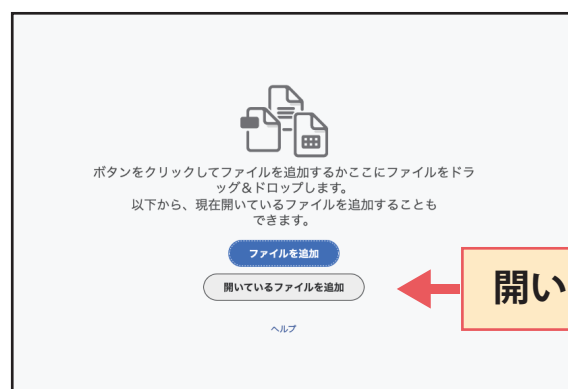 ボタンをクリックしてファイルを追加するかここにファイルをドラ
ッグ&ドロップします。
以下から、現在開いているファイルを追加することも
できます。
ファイルを追加
開いているファイルを追加
開い
ヘルプ